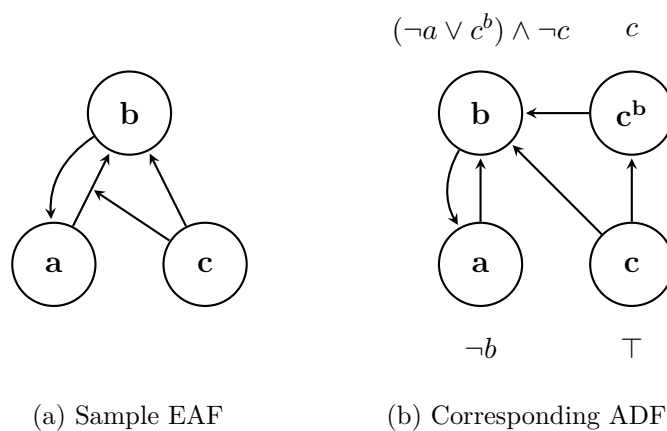 (¬a ∨ c^b) ∧ ¬c c
b b c^b
a c a c
¬b ⊤
(a) Sample EAF (b) Corresponding ADF